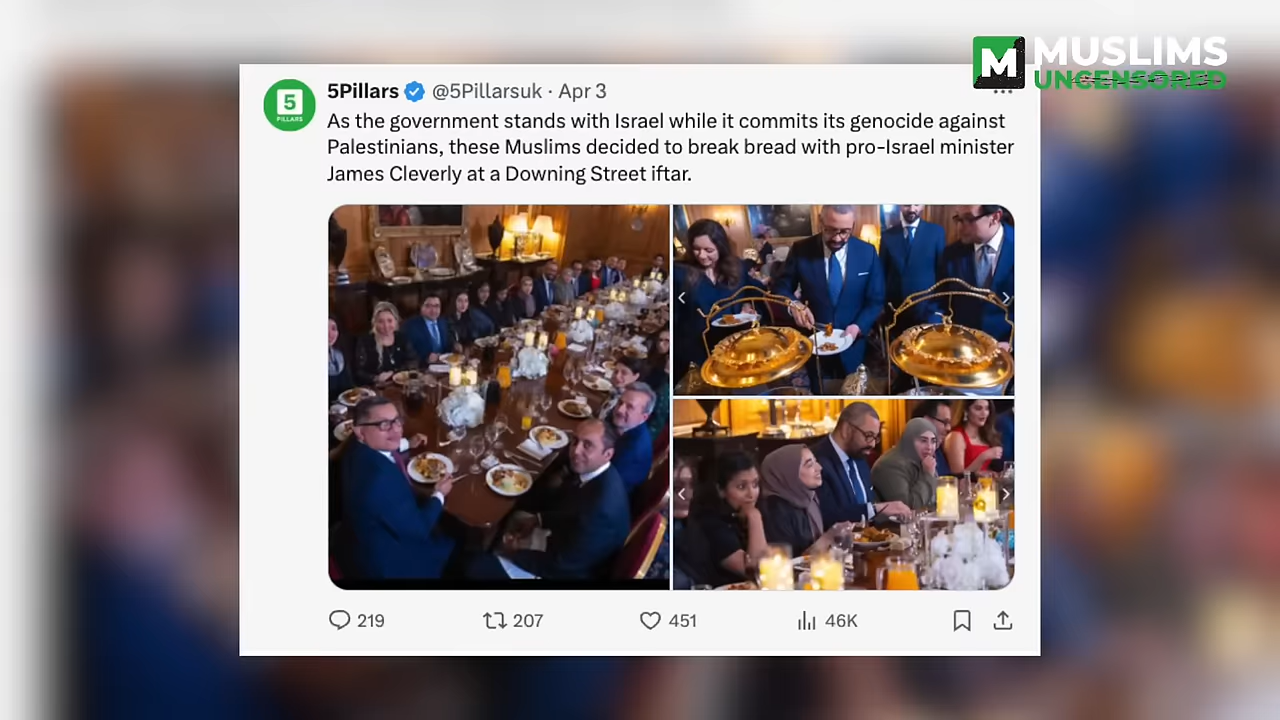 M MUSLIMS
UNCENSORED
5 PILLARS
5Pillars @5Pillarsuk · Apr 3
As the government stands with Israel while it commits its genocide against
Palestinians, these Muslims decided to break bread with pro-Israel minister
James Cleverly at a Downing Street iftar.
219 207 451 46K